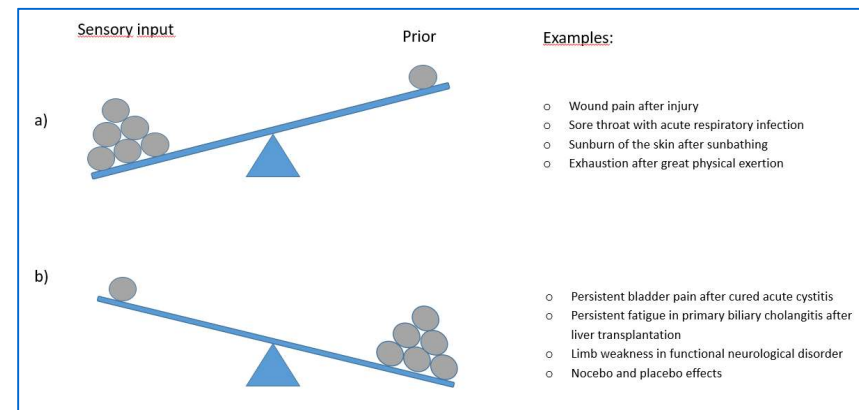 Sensory input
Prior
Examples:
a)
o Wound pain after injury
o Sore throat with acute respiratory infection
o Sunburn of the skin after sunbathing
o Exhaustion after great physical exertion
b)
o Persistent bladder pain after cured acute cystitis
o Persistent fatigue in primary biliary cholangitis after
liver transplantation
o Limb weakness in functional neurological disorder
o Nocebo and placebo effects